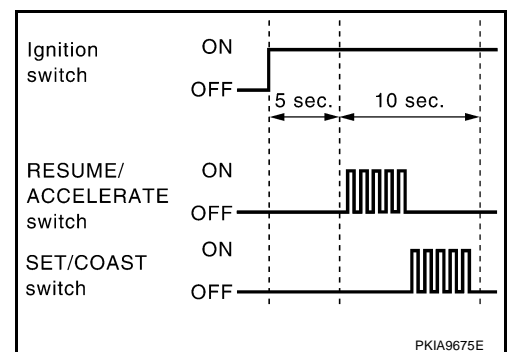 Ignition switch
ON
OFF
5 sec.
10 sec.
RESUME/
ACCELERATE
switch
ON
OFF
SET/COAST
switch
ON
OFF
PKIA9675E